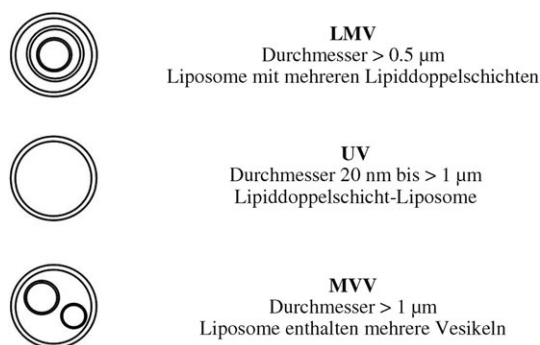 LMV
Durchmesser > 0.5 µm
Liposome mit mehreren Lipiddoppelschichten
UV
Durchmesser 20 nm bis > 1 µm
Lipiddoppelschicht-Liposome
MVV
Durchmesser > 1 µm
Liposome enthalten mehrere Vesikeln